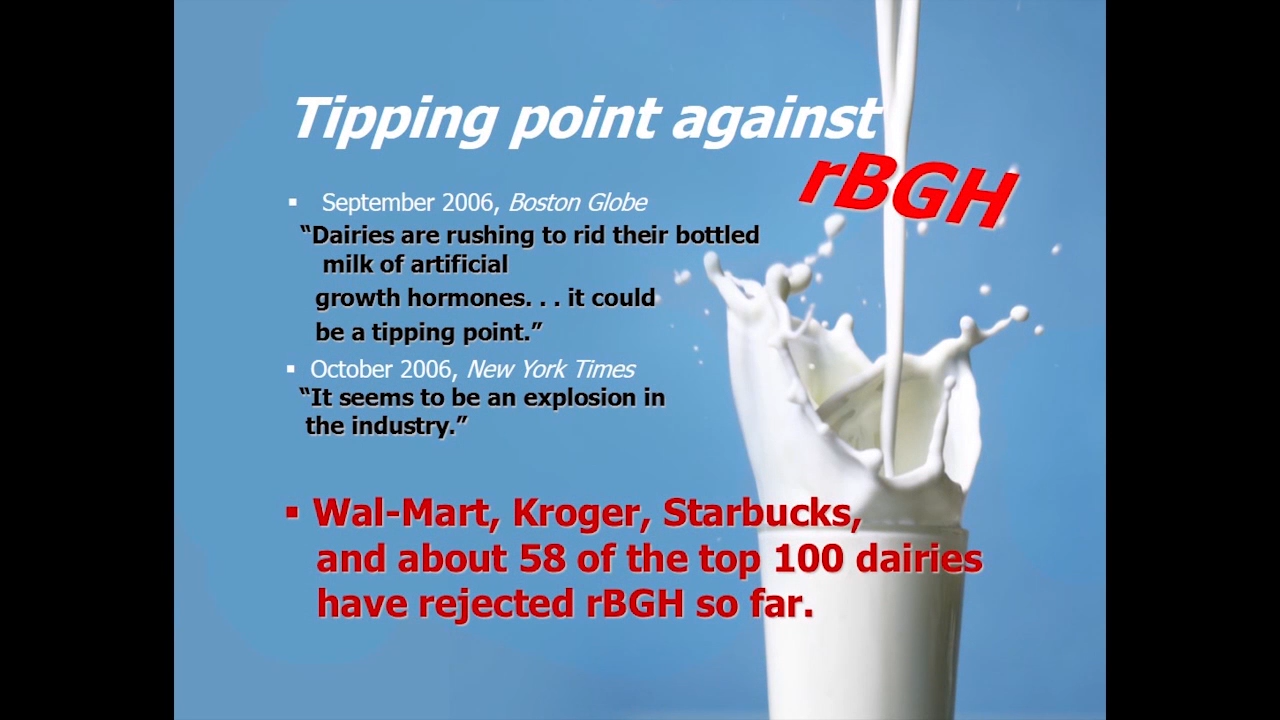 Tipping point against
rBGH
▪ September 2006, Boston Globe
“Dairies are rushing to rid their bottled
milk of artificial
growth hormones. . . it could
be a tipping point.”
▪ October 2006, New York Times
“It seems to be an explosion in
the industry.”
▪ Wal-Mart, Kroger, Starbucks,
and about 58 of the top 100 dairies
have rejected rBGH so far.